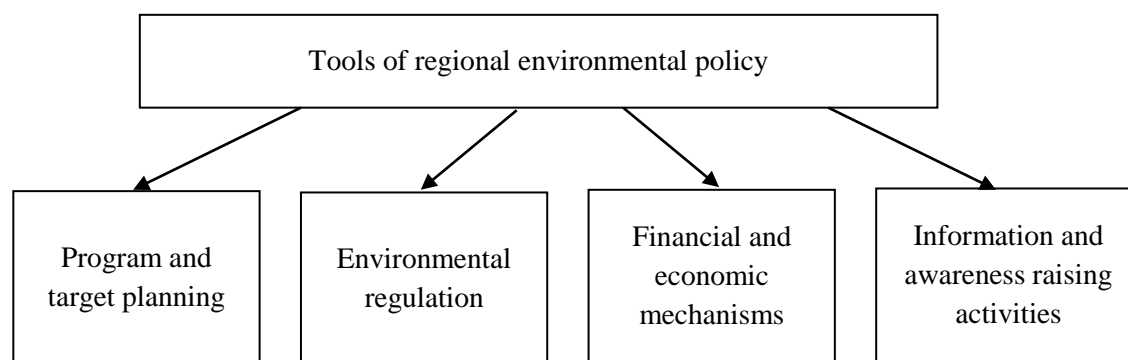 Tools of regional environmental policy
Program and
target planning
Environmental
regulation
Financial and
economic
mechanisms
Information and
awareness raising
activities